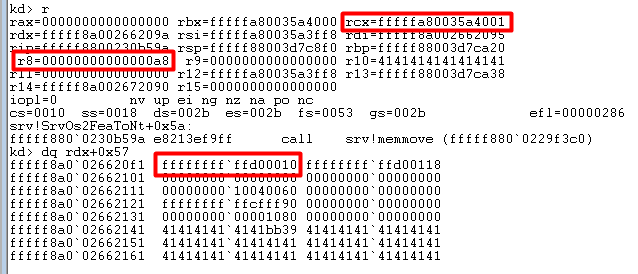 kd> r
rax=0000000000000000 rbx=fffffa80035a4000 rcx=fffffa80035a4001
rdx=fffff8a00266209a rsi=fffffa80035a3ff8 rdi=fffff8a002662095
rip=fffff8800230b59a rsp=fffff88003d7c8f0 rbp=fffff88003d7ca20
r8=00000000000000a8 r9=0000000000000000 r10=4141414141414141
r11=0000000000000000 r12=fffffa80035a3ff8 r13=fffff88003d7ca38
r14=fffff8a002672095 r15=0000000000000000
iopl=0 nv up ei ng nz na po nc
cs=0010 ss=0018 ds=002b es=002b fs=0053 gs=002b efl=00000286
srv!SrvOs2FeaToNt+0x5a:
fffff880`0230b59a e8213ef9ff call srv!memmove (fffff880`0229f3c0)
kd> dq rdx+0x57
fffff8a0`026620f1 ffffffff`ffd00010 ffffffff`ffd00118
fffff8a0`02662101 00000000`00000000 00000000`00000000
fffff8a0`02662111 00000000`10040060 00000000`00000000
fffff8a0`02662121 ffffffff`ffcfff90 00000000`00000000
fffff8a0`02662131 00000000`00001080 00000000`00000000
fffff8a0`02662141 41414141`4141bb39 41414141`41414141
fffff8a0`02662151 41414141`41414141 41414141`41414141
fffff8a0`02662161 41414141`41414141 41414141`41414141